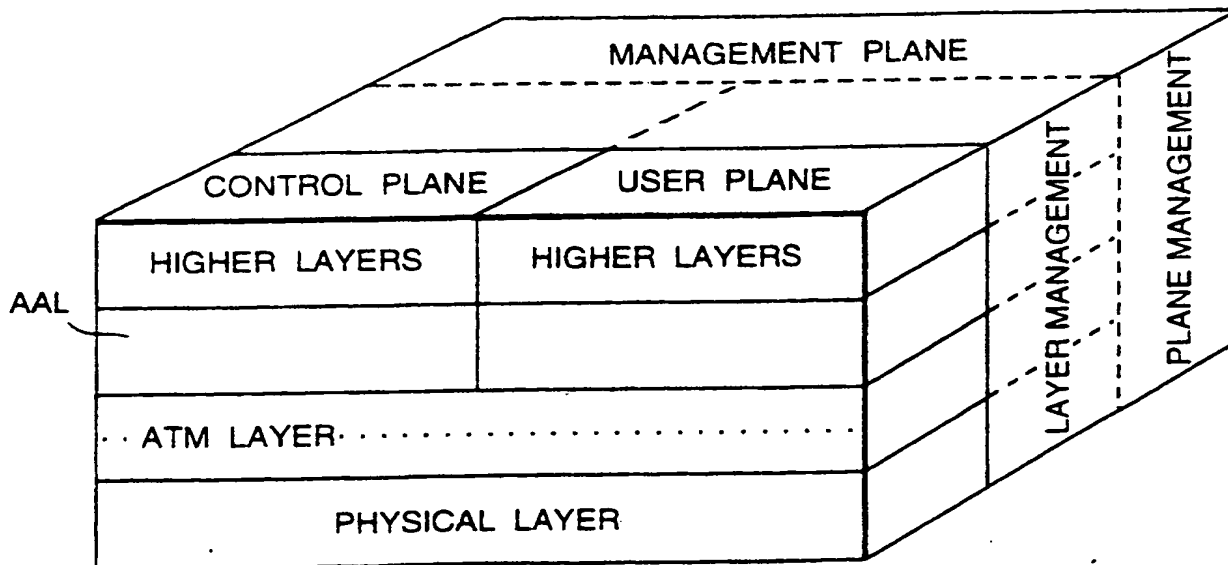 MANAGEMENT PLANE
CONTROL PLANE
USER PLANE
HIGHER LAYERS
HIGHER LAYERS
AAL
ATM LAYER
PHYSICAL LAYER
LAYER MANAGEMENT
PLANE MANAGEMENT